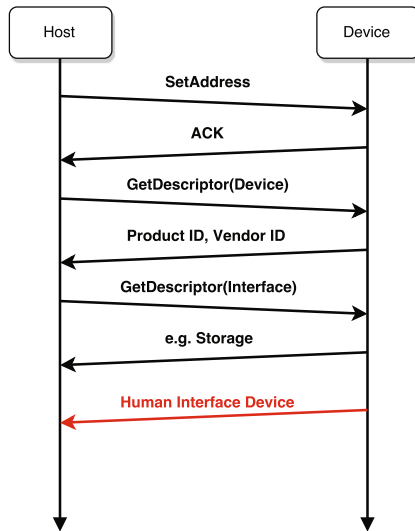 Host
Device
SetAddress
ACK
GetDescriptor(Device)
Product ID, Vendor ID
GetDescriptor(Interface)
e.g. Storage
Human Interface Device